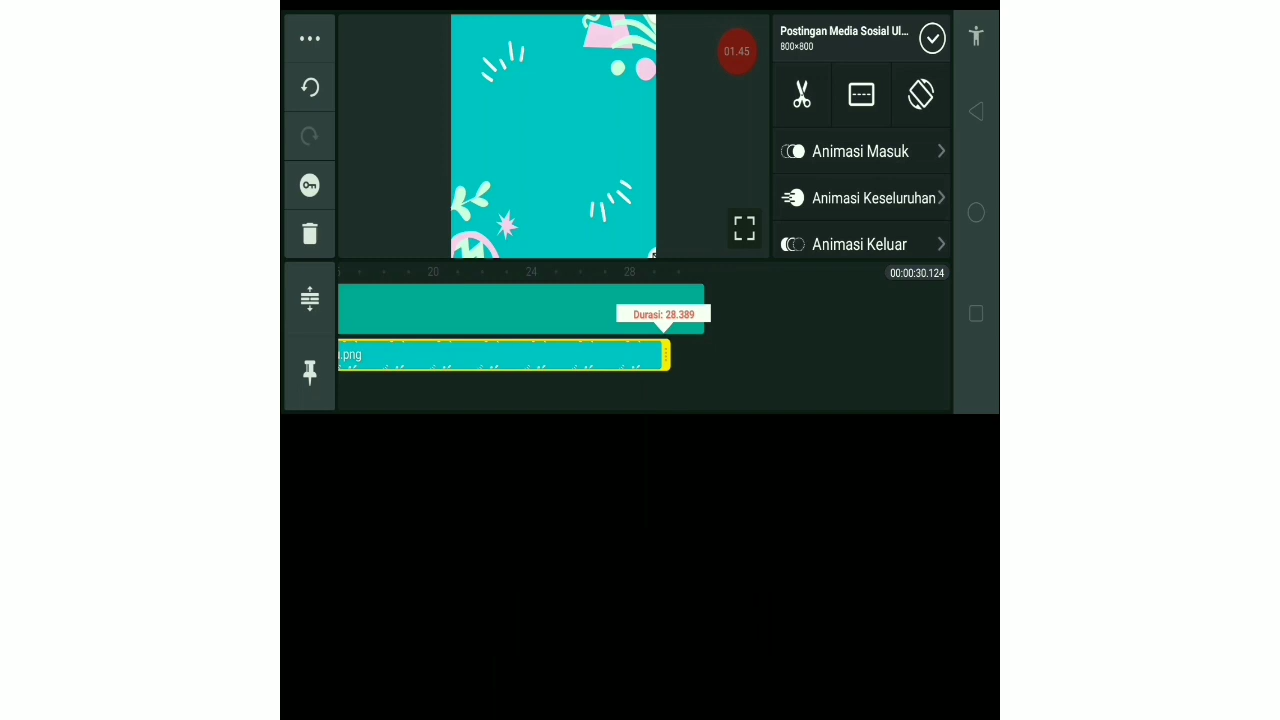 Postingan Media Sosial Ul...
800×800
01.45
Animasi Masuk
Animasi Keseluruhan
Animasi Keluar
20
24
28
00:00:30.124
Durasi: 28.389
.png